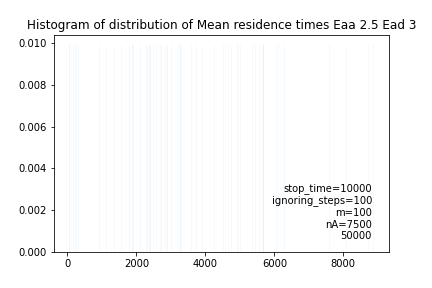 Histogram of distribution of Mean residence times Eaa 2.5 Ead 3
0.010
0.008
0.006
0.004
0.002
0.000
stop_time=10000
ignoring_steps=100
m=100
nA=7500
50000
0 2000 4000 6000 8000